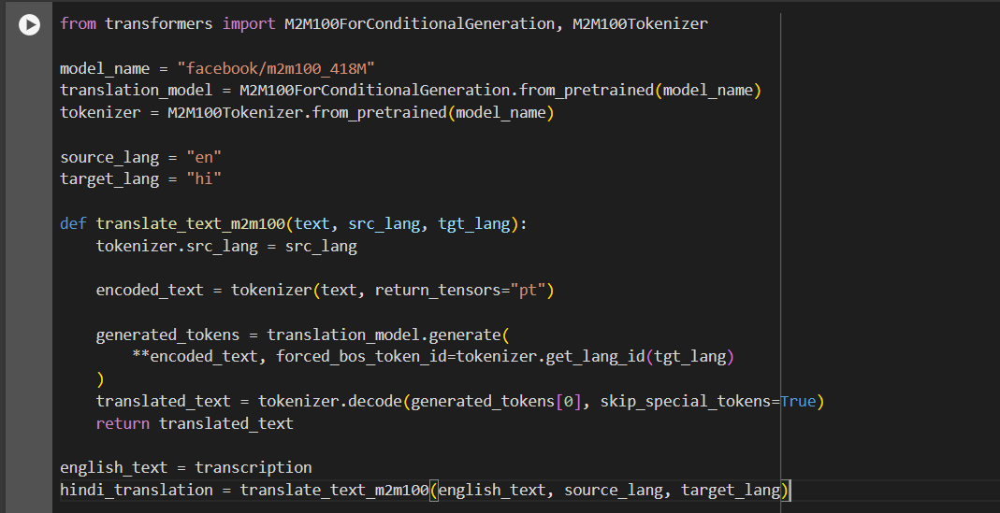 from transformers import M2M100ForConditionalGeneration, M2M100Tokenizer

model_name = "facebook/m2m100_418M"
translation_model = M2M100ForConditionalGeneration.from_pretrained(model_name)
tokenizer = M2M100Tokenizer.from_pretrained(model_name)

source_lang = "en"
target_lang = "hi"

def translate_text_m2m100(text, src_lang, tgt_lang):
    tokenizer.src_lang = src_lang

    encoded_text = tokenizer(text, return_tensors="pt")

    generated_tokens = translation_model.generate(
        **encoded_text, forced_bos_token_id=tokenizer.get_lang_id(tgt_lang)
    )
    translated_text = tokenizer.decode(generated_tokens[0], skip_special_tokens=True)
    return translated_text

english_text = transcription
hindi_translation = translate_text_m2m100(english_text, source_lang, target_lang)